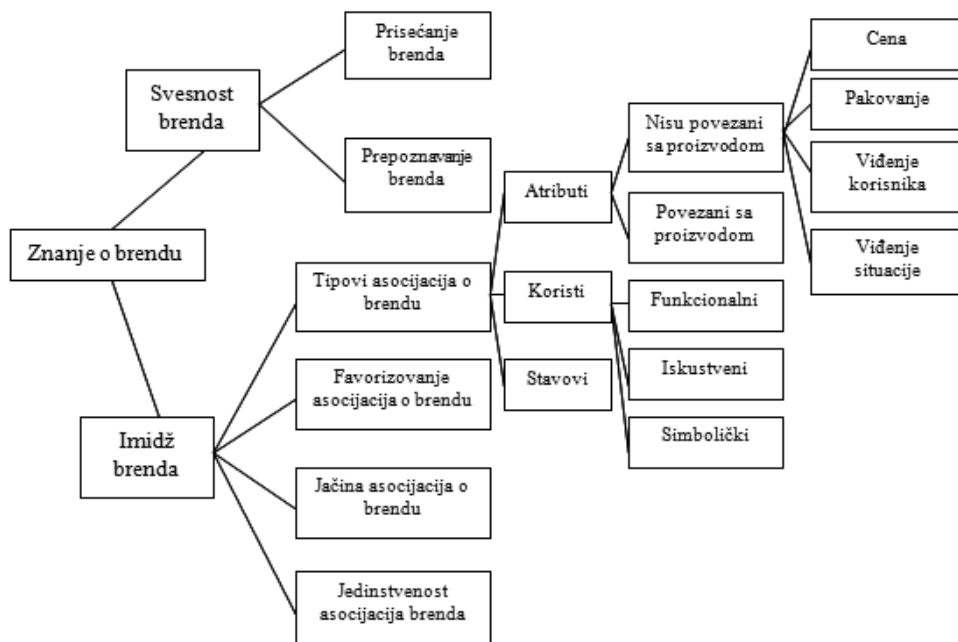 Znanje o brendu
Svesnost
brenda
Prisećanje
brenda
Prepoznavanje
brenda
Imidž
brenda
Tipovi asocijacija o
brendu
Atributi
Nisu povezani
sa proizvodom
Cena
Pakovanje
Viđenje
korisnika
Viđenje
situacije
Povezani sa
proizvodom
Koristi
Funkcionalni
Iskustveni
Simbolički
Stavovi
Favorizovanje
asocijacija o brendu
Jačina asocijacija o
brendu
Jedinstvenost
asocijacija brenda